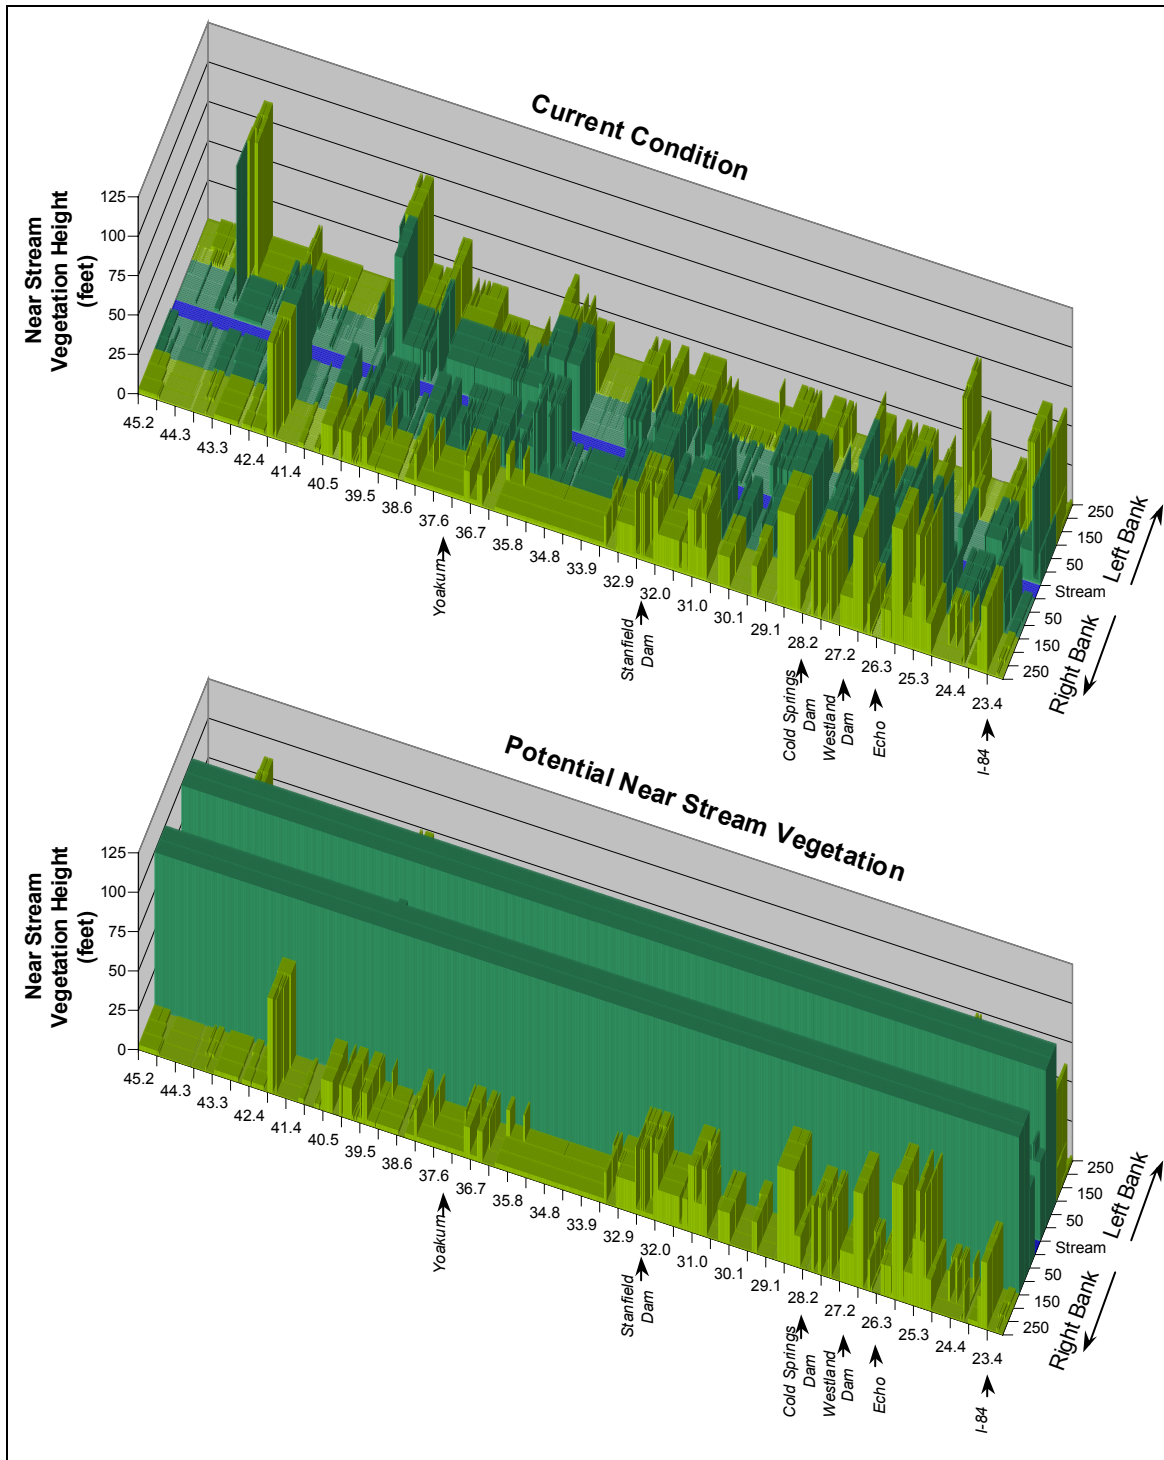 Current Condition
Near Stream
Vegetation Height
(feet)
125
100
75
50
25
0
45.2
44.3
43.3
42.4
41.4
40.5
39.5
38.6
37.6
36.7
35.8
34.8
33.9
32.9
32.0
31.0
30.1
29.1
28.2
27.2
26.3
25.3
24.4
23.4
250
150
50
Stream
50
150
250
Left Bank
Right Bank
Yoakum
Stanfield
Dam
Cold Springs
Dam
Westland
Dam
Echo
I-84
Potential Near Stream Vegetation
Near Stream
Vegetation Height
(feet)
125
100
75
50
25
0
45.2
44.3
43.3
42.4
41.4
40.5
39.5
38.6
37.6
36.7
35.8
34.8
33.9
32.9
32.0
31.0
30.1
29.1
28.2
27.2
26.3
25.3
24.4
23.4
250
150
50
Stream
50
150
250
Left Bank
Right Bank
Yoakum
Stanfield
Dam
Cold Springs
Dam
Westland
Dam
Echo
I-84